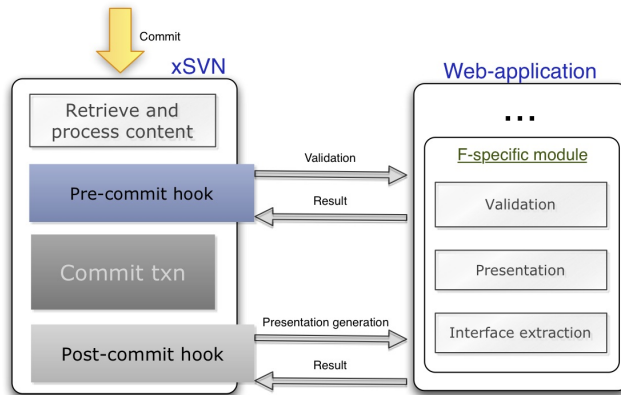 Commit
xSVN
Web-application
Retrieve and
process content
...
F-specific module
Validation
Pre-commit hook
Result
Validation
Commit txn
Presentation
Presentation generation
Interface extraction
Post-commit hook
Result